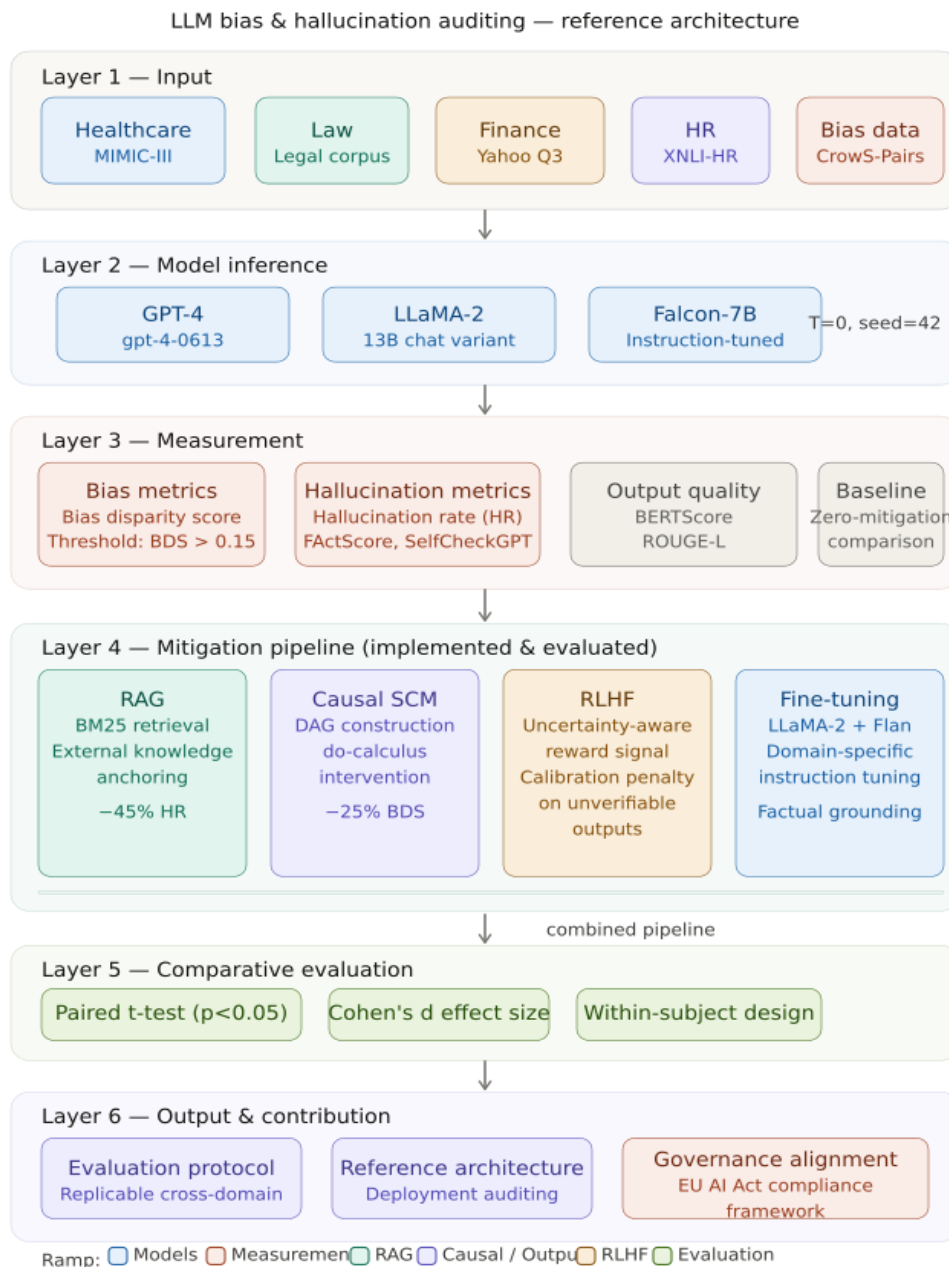 LLM bias & hallucination auditing — reference architecture
Layer 1 — Input
Healthcare
MIMIC-III
Law
Legal corpus
Finance
Yahoo Q3
HR
XNLI-HR
Bias data
CrowS-Pairs
Layer 2 — Model inference
GPT-4
gpt-4-0613
LLaMA-2
13B chat variant
Falcon-7B
Instruction-tuned
T=0, seed=42
Layer 3 — Measurement
Bias metrics
Bias disparity score
Threshold: BDS > 0.15
Hallucination metrics
Hallucination rate (HR)
FActScore, SelfCheckGPT
Output quality
BERTScore
ROUGE-L
Baseline
Zero-mitigation
comparison
Layer 4 — Mitigation pipeline (implemented & evaluated)
RAG
BM25 retrieval
External knowledge
anchoring
−45% HR
Causal SCM
DAG construction
do-calculus
intervention
−25% BDS
RLHF
Uncertainty-aware
reward signal
Calibration penalty
on unverifiable
outputs
Fine-tuning
LLaMA-2 + Flan
Domain-specific
instruction tuning
Factual grounding
combined pipeline
Layer 5 — Comparative evaluation
Paired t-test (p<0.05)
Cohen's d effect size
Within-subject design
Layer 6 — Output & contribution
Evaluation protocol
Replicable cross-domain
Reference architecture
Deployment auditing
Governance alignment
EU AI Act compliance
framework
Ramp: Models Measuremen RAG Causal / Outpu RLHF Evaluation